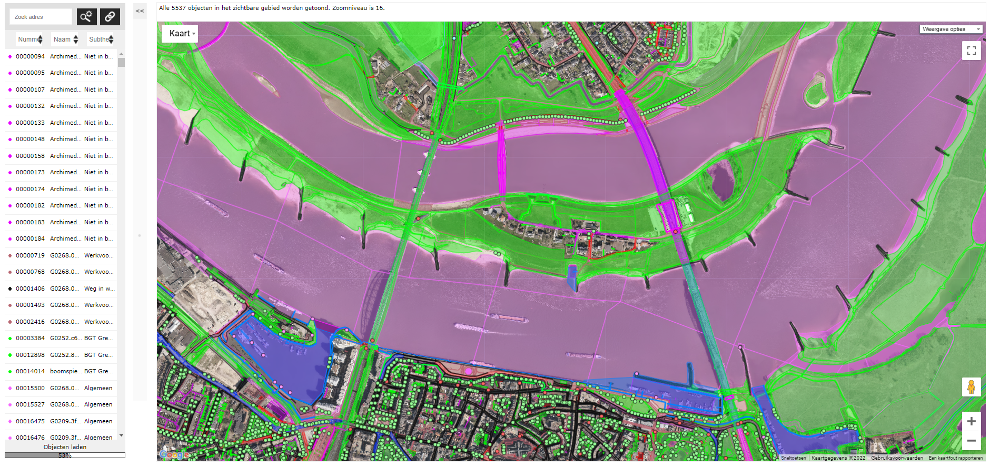 Alle 5537 objecten in het zichtbare gebied worden getoond. Zoomniveau is 16.
Zoek adres
<<
Numme
Naam
Subthe
00000094 Archimed... Niet in b...
00000095 Archimed... Niet in b...
00000107 Archimed... Niet in b...
00000132 Archimed... Niet in b...
00000133 Archimed... Niet in b...
00000148 Archimed... Niet in b...
00000158 Archimed... Niet in b...
00000173 Archimed... Niet in b...
00000174 Archimed... Niet in b...
00000182 Archimed... Niet in b...
00000183 Archimed... Niet in b...
00000184 Archimed... Niet in b...
00000719 G0268.0... Werkvoo...
00000768 G0268.0... Werkvoo...
00001406 G0268.0... Weg in w...
00001493 G0268.0... Werkvoo...
00002416 G0268.0... Werkvoo...
00003384 G0252.c6... BGT Gre...
00012898 G0252.8... BGT Gre...
00014014 boomspie... BGT Gre...
00015500 G0268.0... Algemeen
00015527 G0268.0... Algemeen
00016475 G0209.3f... Algemeen
00016476 G0209.3f... Algemeen
Objecten laden
53%
Kaart
Weergave opties
Google
Sneltoetsen
Kaartgegevens ©2022
Gebruiksvoorwaarden
Een kaartfout rapporteren